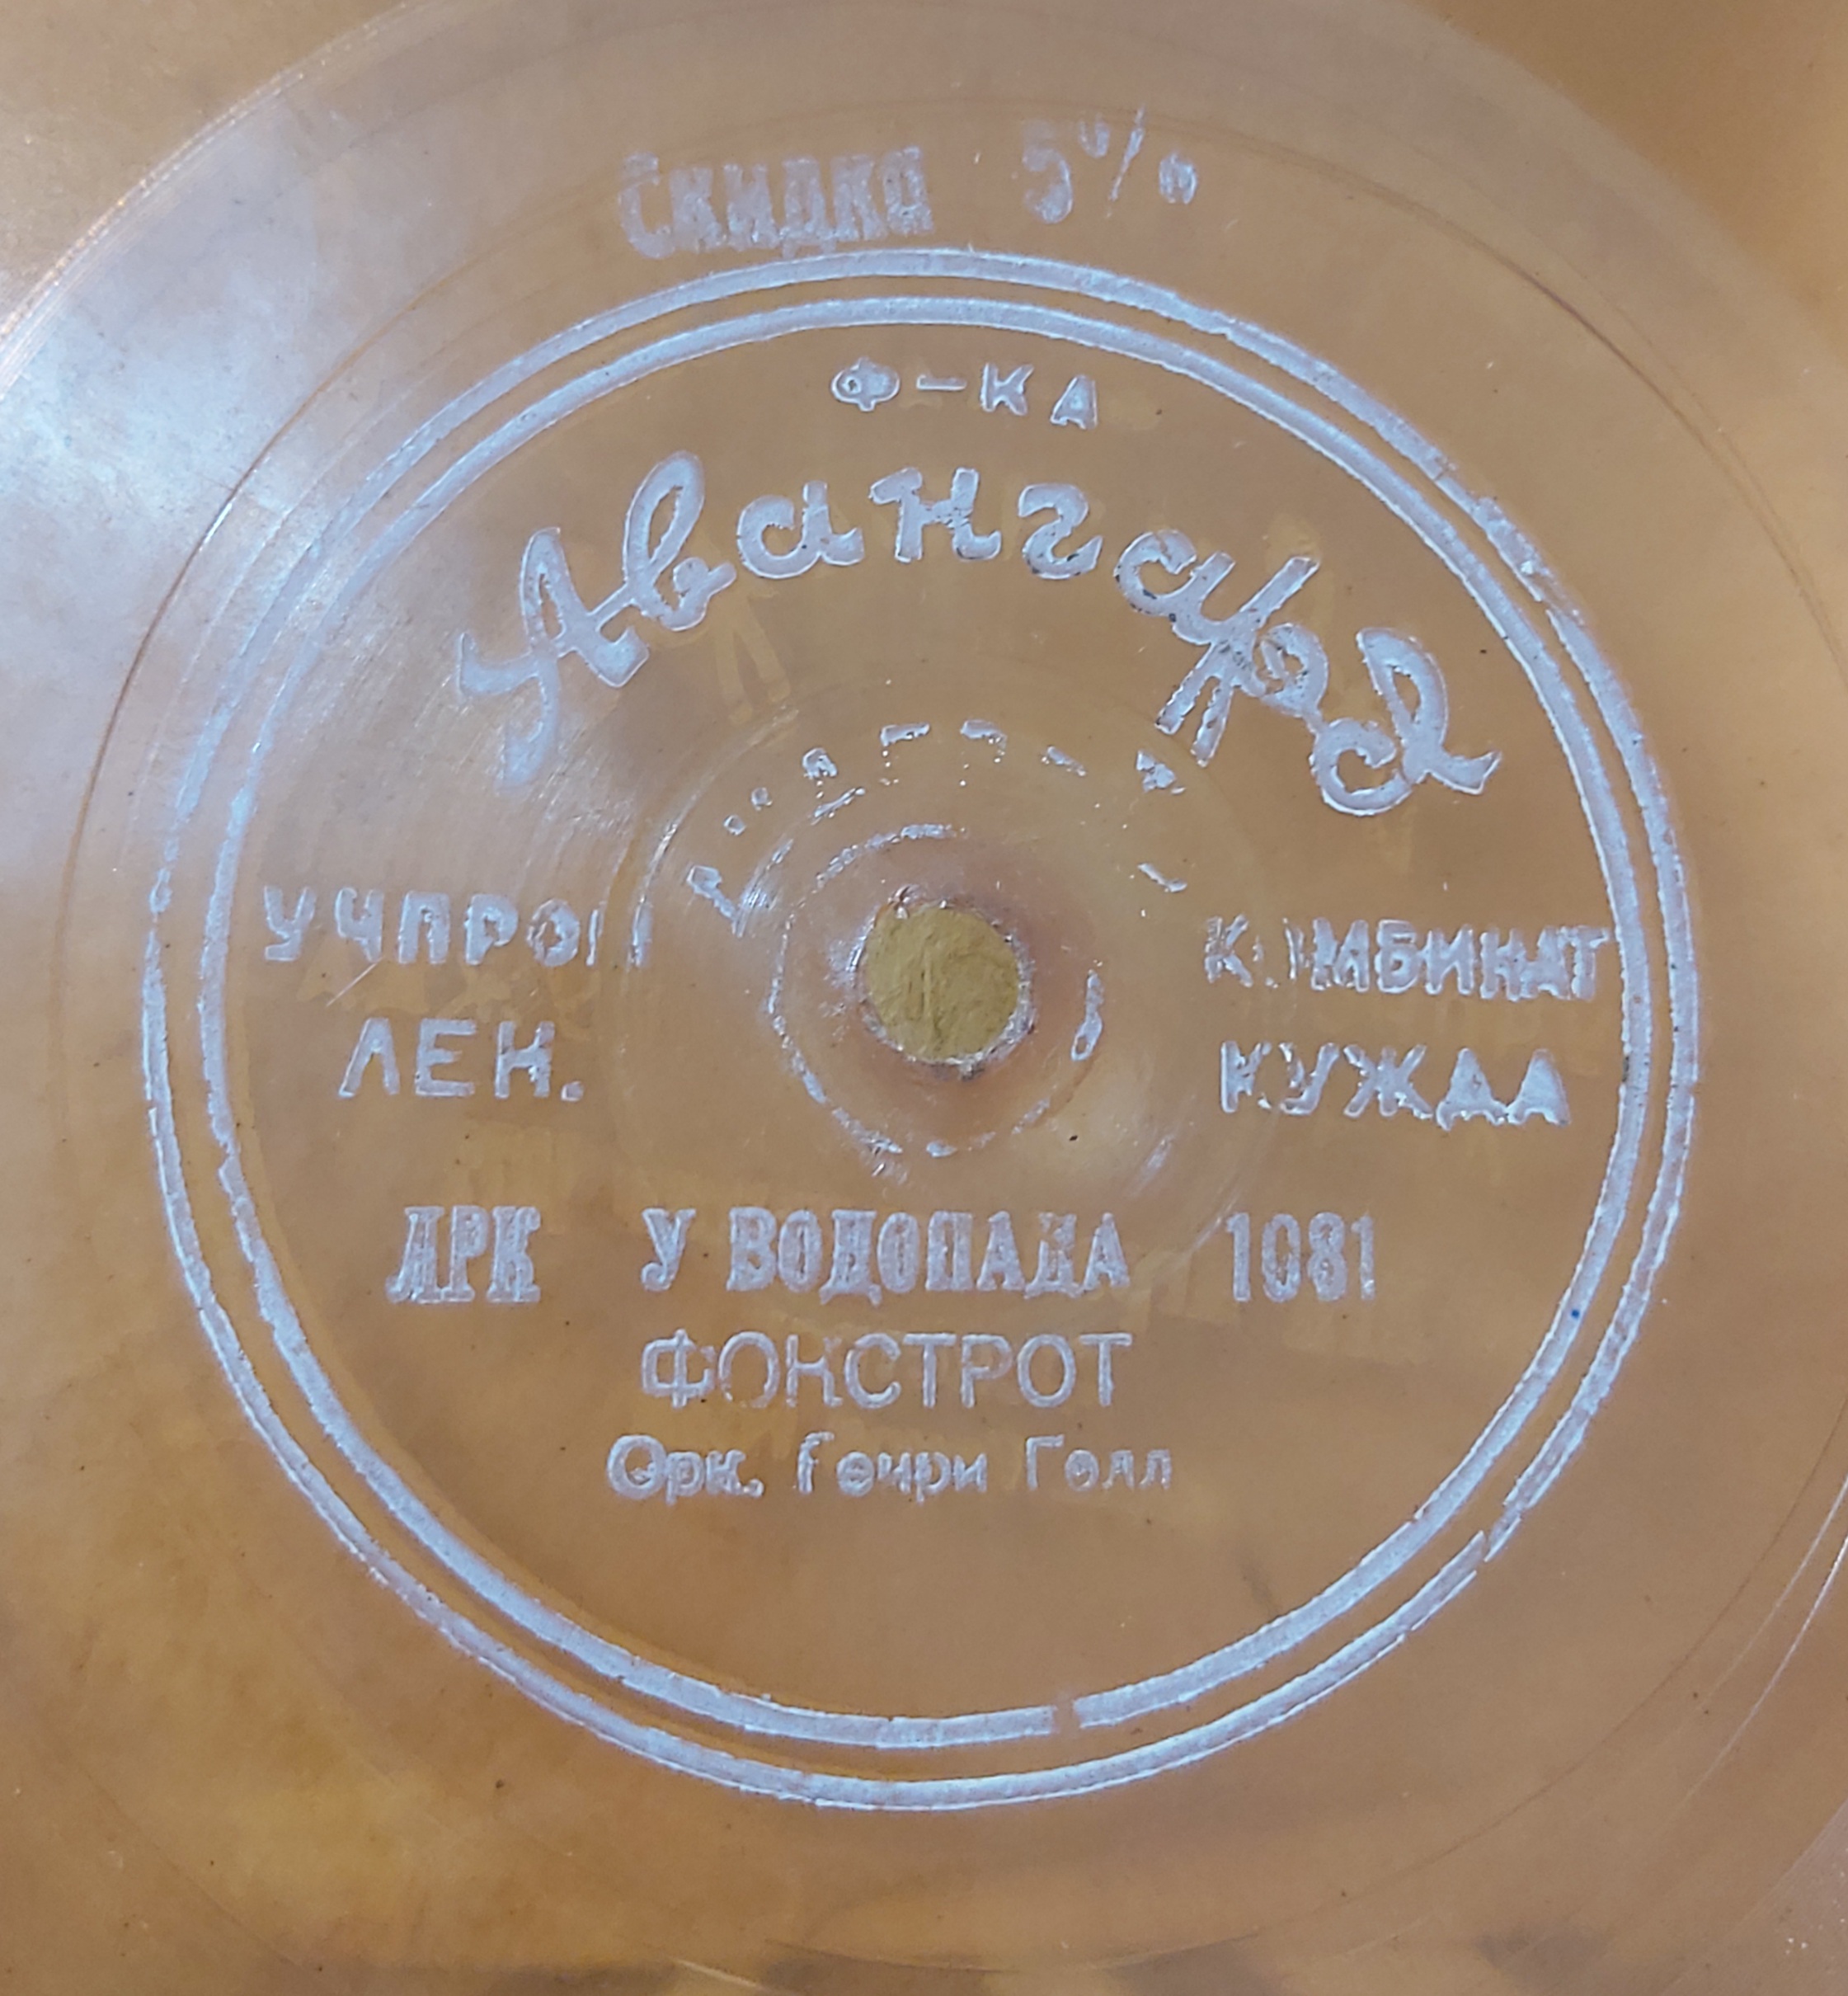 Скидка 5%
Ф-КА
Авангард
УЧПРОМ КОМБИНАТ
ЛЕН. КУЖДА
ЛРК У ВОДОПАДА 1081
ФОКСТРОТ
Орк. Генри Голл